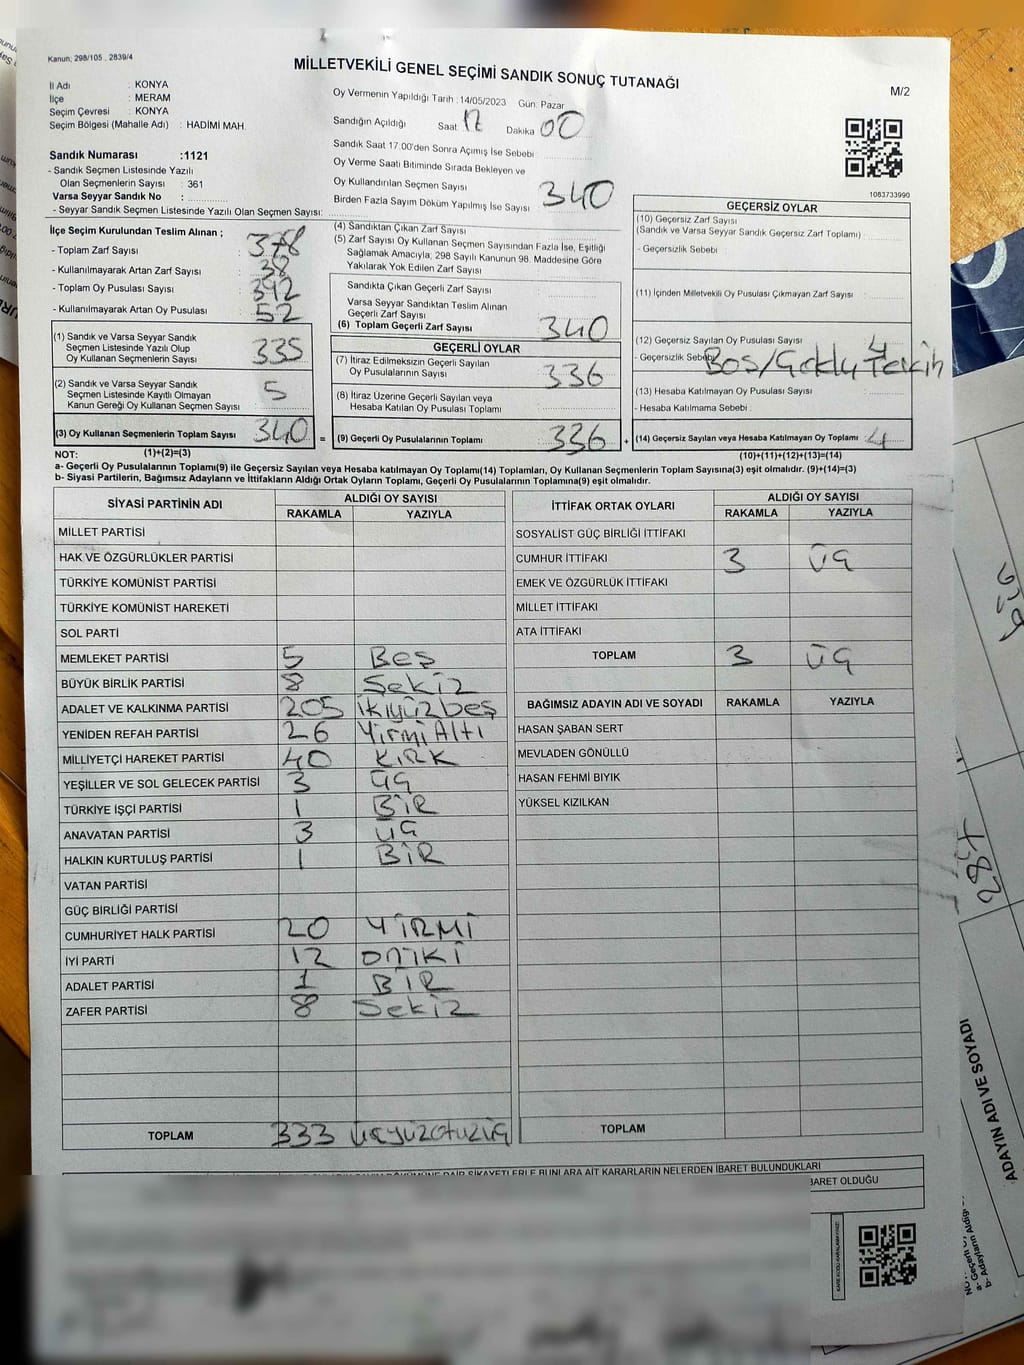 Kanun; 298/105 , 2839/4
MİLLETVEKİLİ GENEL SEÇİMİ SANDIK SONUÇ TUTANAĞI
M/2
İl Adı : KONYA
İlçe : MERAM
Seçim Çevresi : KONYA
Seçim Bölgesi (Mahalle Adı) : HADİMİ MAH.
Oy Vermenin Yapıldığı Tarih : 14/05/2023 Gün: Pazar
Sandığın Açıldığı Saat 17 Dakika 00
Sandık Saat 17.00'den Sonra Açımış İse Sebebi
Oy Verme Saati Bitiminde Sırada Bekleyen ve
Oy Kullandırılan Seçmen Sayısı 340
Birden Fazla Sayım Döküm Yapılmış İse Sayısı
1083733990
Sandık Numarası :1121
- Sandık Seçmen Listesinde Yazılı
Olan Seçmenlerin Sayısı : 361
Varsa Seyyar Sandık No :
- Seyyar Sandık Seçmen Listesinde Yazılı Olan Seçmen Sayısı:
İlçe Seçim Kurulundan Teslim Alınan ;
- Toplam Zarf Sayısı 378
- Kullanılmayarak Artan Zarf Sayısı 38
- Toplam Oy Pusulası Sayısı 392
- Kullanılmayarak Artan Oy Pusulası 52
(1) Sandık ve Varsa Seyyar Sandık
Seçmen Listesinde Yazılı Olup
Oy Kullanan Seçmenlerin Sayısı 335
(2) Sandık ve Varsa Seyyar Sandık
Seçmen Listesinde Kayıtlı Olmayan
Kanun Gereği Oy Kullanan Seçmen Sayısı 5
(3) Oy Kullanan Seçmenlerin Toplam Sayısı 340 =
(4) Sandıktan Çıkan Zarf Sayısı
(5) Zarf Sayısı Oy Kullanan Seçmen Sayısından Fazla İse, Eşitliği
Sağlamak Amacıyla, 298 Sayılı Kanunun 98. Maddesine Göre
Yakılarak Yok Edilen Zarf Sayısı
Sandıkta Çıkan Geçerli Zarf Sayısı
Varsa Seyyar Sandıktan Teslim Alınan
Geçerli Zarf Sayısı
(6) Toplam Geçerli Zarf Sayısı 340
GEÇERLİ OYLAR
(7) İtiraz Edilmeksizin Geçerli Sayılan
Oy Pusulalarının Sayısı 336
(8) İtiraz Üzerine Geçerli Sayılan veya
Hesaba Katılan Oy Pusulası Toplamı
(9) Geçerli Oy Pusulalarının Toplamı 336 +
GEÇERSİZ OYLAR
(10) Geçersiz Zarf Sayısı
(Sandık ve Varsa Seyyar Sandık Geçersiz Zarf Toplamı)
- Geçersizlik Sebebi :
(11) İçinden Milletvekili Oy Pusulası Çıkmayan Zarf Sayısı
(12) Geçersiz Sayılan Oy Pusulası Sayısı 4
- Geçersizlik Sebebi Boş/Çoklu Tercih
(13) Hesaba Katılmayan Oy Pusulası Sayısı
- Hesaba Katılmama Sebebi :
(14) Geçersiz Sayılan veya Hesaba Katılmayan Oy Toplamı 4
NOT: (1)+(2)=(3)
(10)+(11)+(12)+(13)=(14)
a- Geçerli Oy Pusulalarının Toplamı(9) ile Geçersiz Sayılan veya Hesaba katılmayan Oy Toplamı(14) Toplamları, Oy Kullanan Seçmenlerin Toplam Sayısına(3) eşit olmalıdır. (9)+(14)=(3)
b- Siyasi Partilerin, Bağımsız Adayların ve İttifakların Aldığı Ortak Oyların Toplamı, Geçerli Oy Pusulalarının Toplamına(9) eşit olmalıdır.
SİYASİ PARTİNİN ADI ALDIĞI OY SAYISI
RAKAMLA YAZIYLA
MİLLET PARTİSİ
HAK VE ÖZGÜRLÜKLER PARTİSİ
TÜRKİYE KOMÜNİST PARTİSİ
TÜRKİYE KOMÜNİST HAREKETİ
SOL PARTİ
MEMLEKET PARTİSİ 5 BEŞ
BÜYÜK BİRLİK PARTİSİ 8 SEKİZ
ADALET VE KALKINMA PARTİSİ 205 ikiyüzbeş
YENİDEN REFAH PARTİSİ 26 Yirmi Altı
MİLLİYETÇİ HAREKET PARTİSİ 40 KIRK
YEŞİLLER VE SOL GELECEK PARTİSİ 3 ÜÇ
TÜRKİYE İŞÇİ PARTİSİ 1 BİR
ANAVATAN PARTİSİ 3 ÜÇ
HALKIN KURTULUŞ PARTİSİ 1 BİR
VATAN PARTİSİ
GÜÇ BİRLİĞİ PARTİSİ
CUMHURİYET HALK PARTİSİ 20 YİRMİ
İYİ PARTİ 12 ONİKİ
ADALET PARTİSİ 1 BİR
ZAFER PARTİSİ 8 SEKİZ
TOPLAM 333 üçyüzotuzüç
İTTİFAK ORTAK OYLARI ALDIĞI OY SAYISI
RAKAMLA YAZIYLA
SOSYALİST GÜÇ BİRLİĞİ İTTİFAKI
CUMHUR İTTİFAKI 3 ÜÇ
EMEK VE ÖZGÜRLÜK İTTİFAKI
MİLLET İTTİFAKI
ATA İTTİFAKI
TOPLAM 3 ÜÇ
BAĞIMSIZ ADAYIN ADI VE SOYADI RAKAMLA YAZIYLA
HASAN ŞABAN SERT
MEVLADEN GÖNÜLLÜ
HASAN FEHMİ BIYIK
YÜKSEL KIZILKAN
TOPLAM
ŞİKAYETLERLE BUNLARA AİT KARARLARIN NELERDEN İBARET BULUNDUKLARI
BARET OLDUĞU
ADAYIN ADI VE SOYADI
a- Geçerli Oy
b- Adayların Aldığı